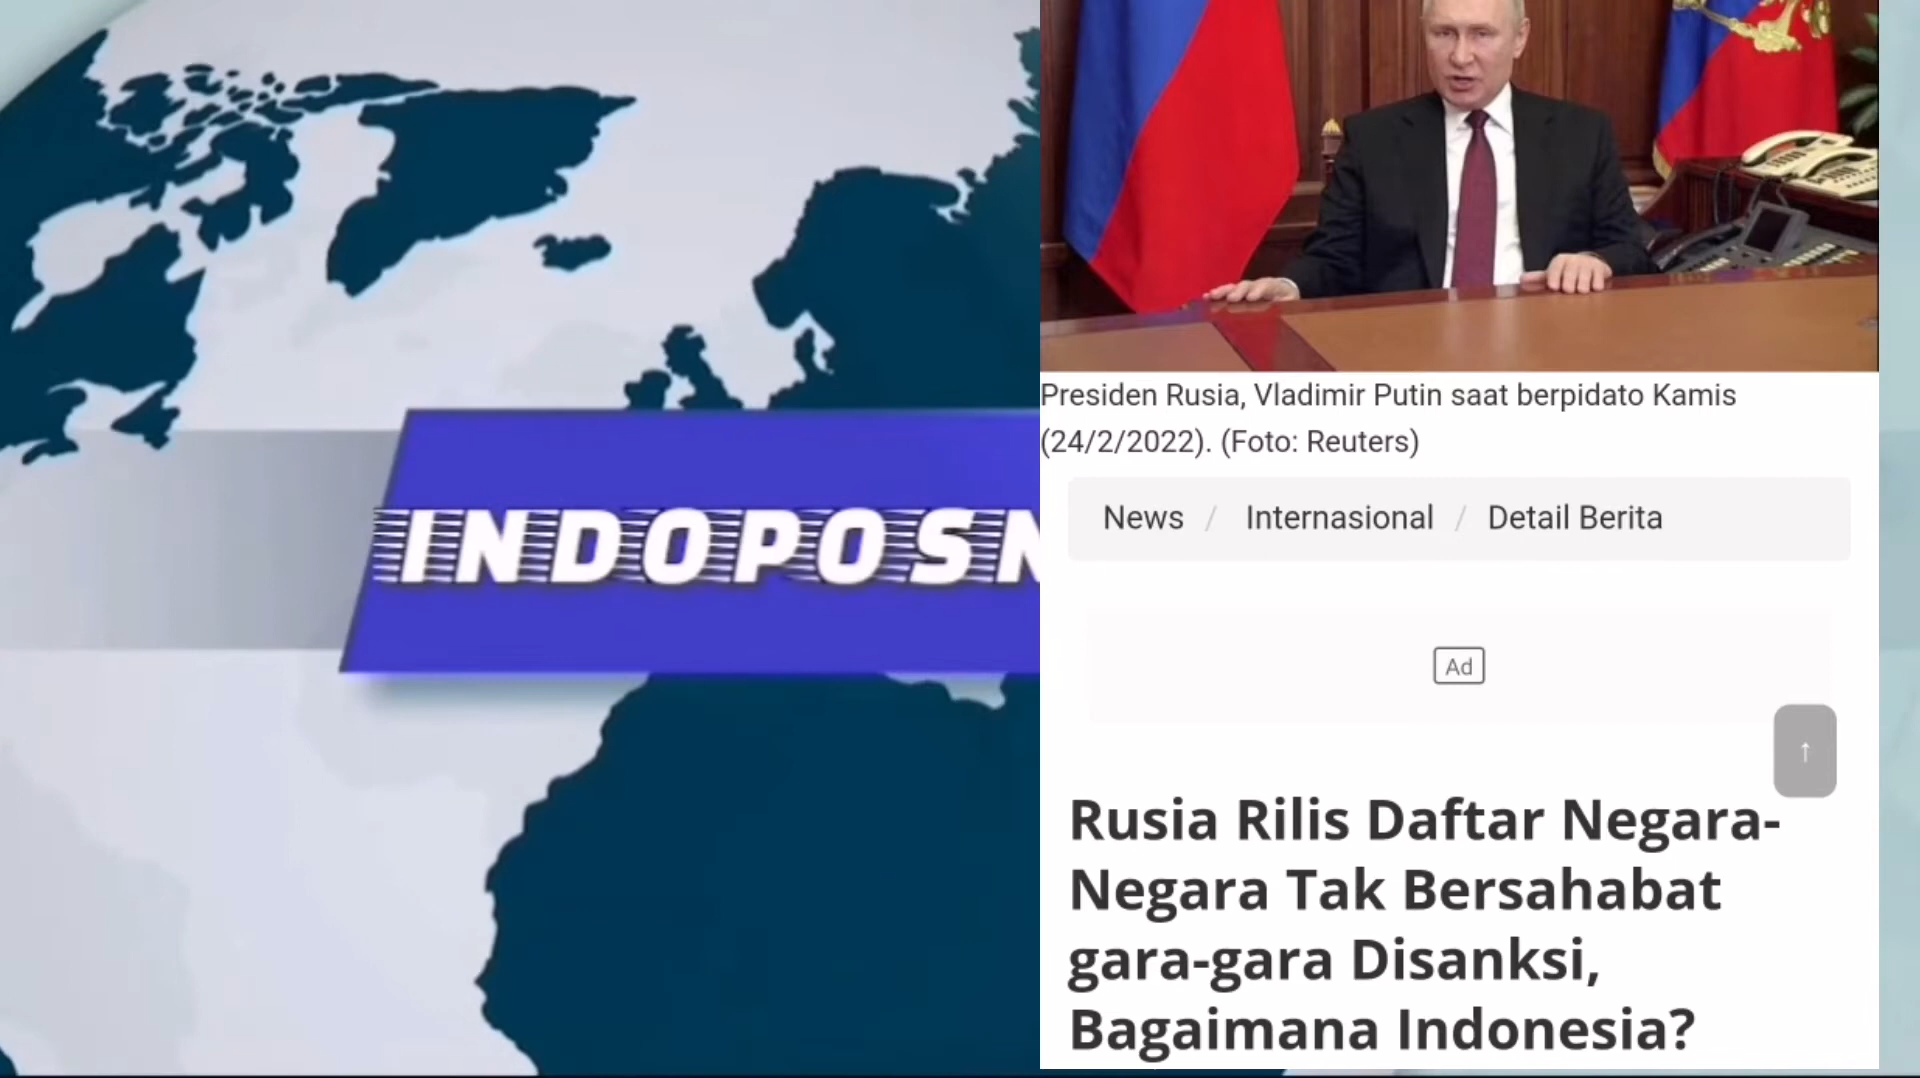 INDOPOSN
Presiden Rusia, Vladimir Putin saat berpidato Kamis
(24/2/2022). (Foto: Reuters)
News / Internasional / Detail Berita
Ad
↑
Rusia Rilis Daftar Negara-
Negara Tak Bersahabat
gara-gara Disanksi,
Bagaimana Indonesia?